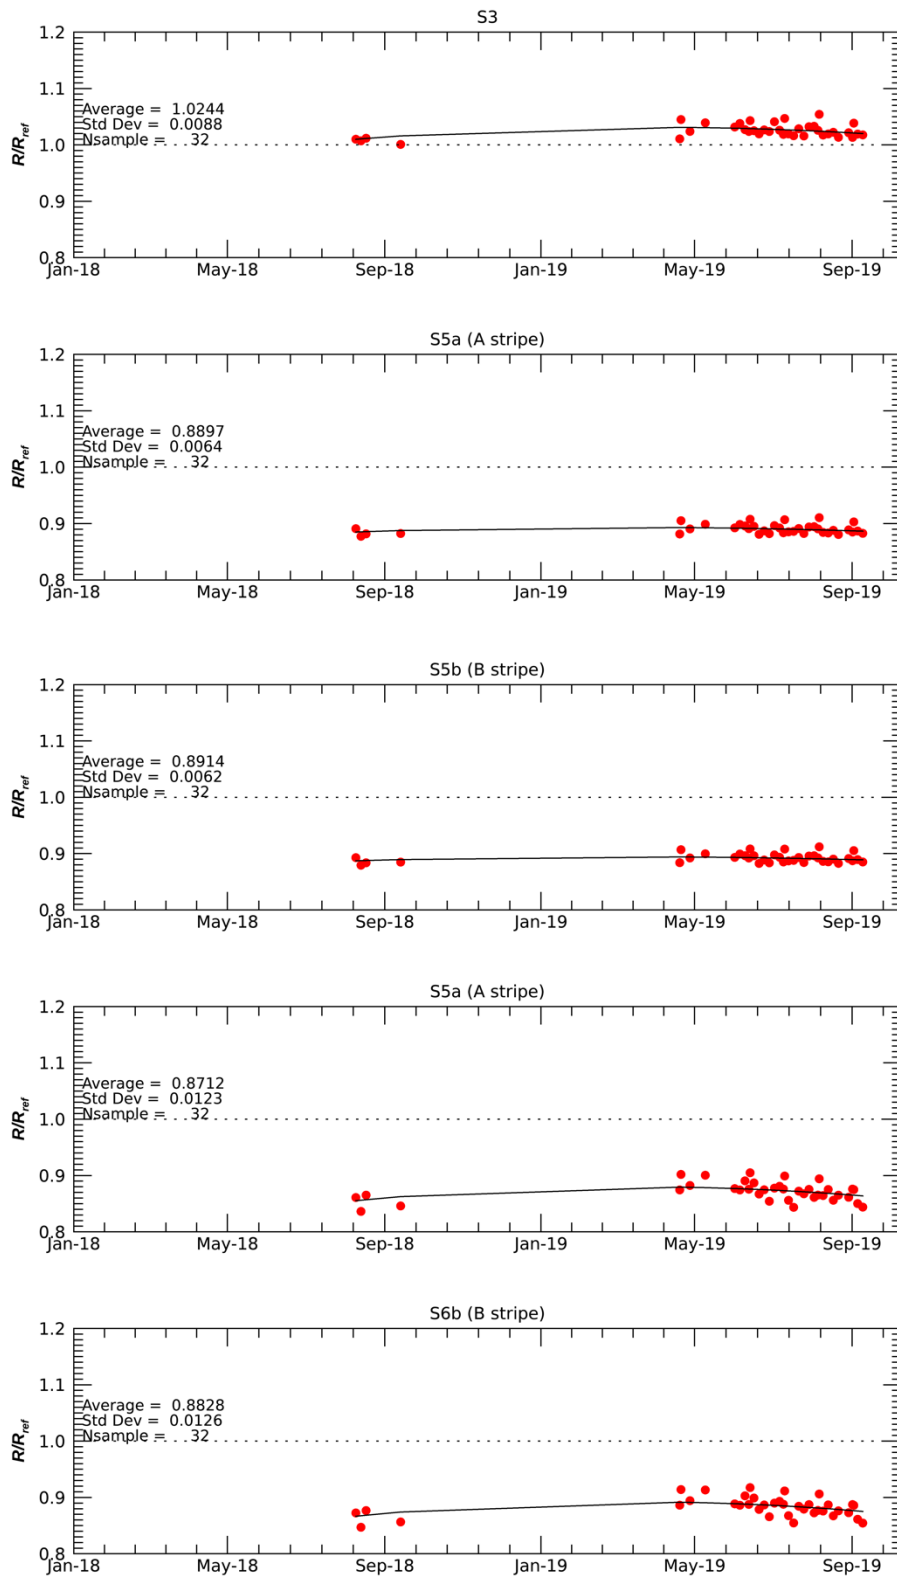 S3
1.2
1.1
Average = 1.0244
Std Dev = 0.0088
Nsample = 32
1.0
R/Rref
0.9
0.8
Jan-18 May-18 Sep-18 Jan-19 May-19 Sep-19
S5a (A stripe)
1.2
1.1
Average = 0.8897
Std Dev = 0.0064
Nsample = 32
1.0
R/Rref
0.9
0.8
Jan-18 May-18 Sep-18 Jan-19 May-19 Sep-19
S5b (B stripe)
1.2
1.1
Average = 0.8914
Std Dev = 0.0062
Nsample = 32
1.0
R/Rref
0.9
0.8
Jan-18 May-18 Sep-18 Jan-19 May-19 Sep-19
S5a (A stripe)
1.2
1.1
Average = 0.8712
Std Dev = 0.0123
Nsample = 32
1.0
R/Rref
0.9
0.8
Jan-18 May-18 Sep-18 Jan-19 May-19 Sep-19
S6b (B stripe)
1.2
1.1
Average = 0.8828
Std Dev = 0.0126
Nsample = 32
1.0
R/Rref
0.9
0.8
Jan-18 May-18 Sep-18 Jan-19 May-19 Sep-19